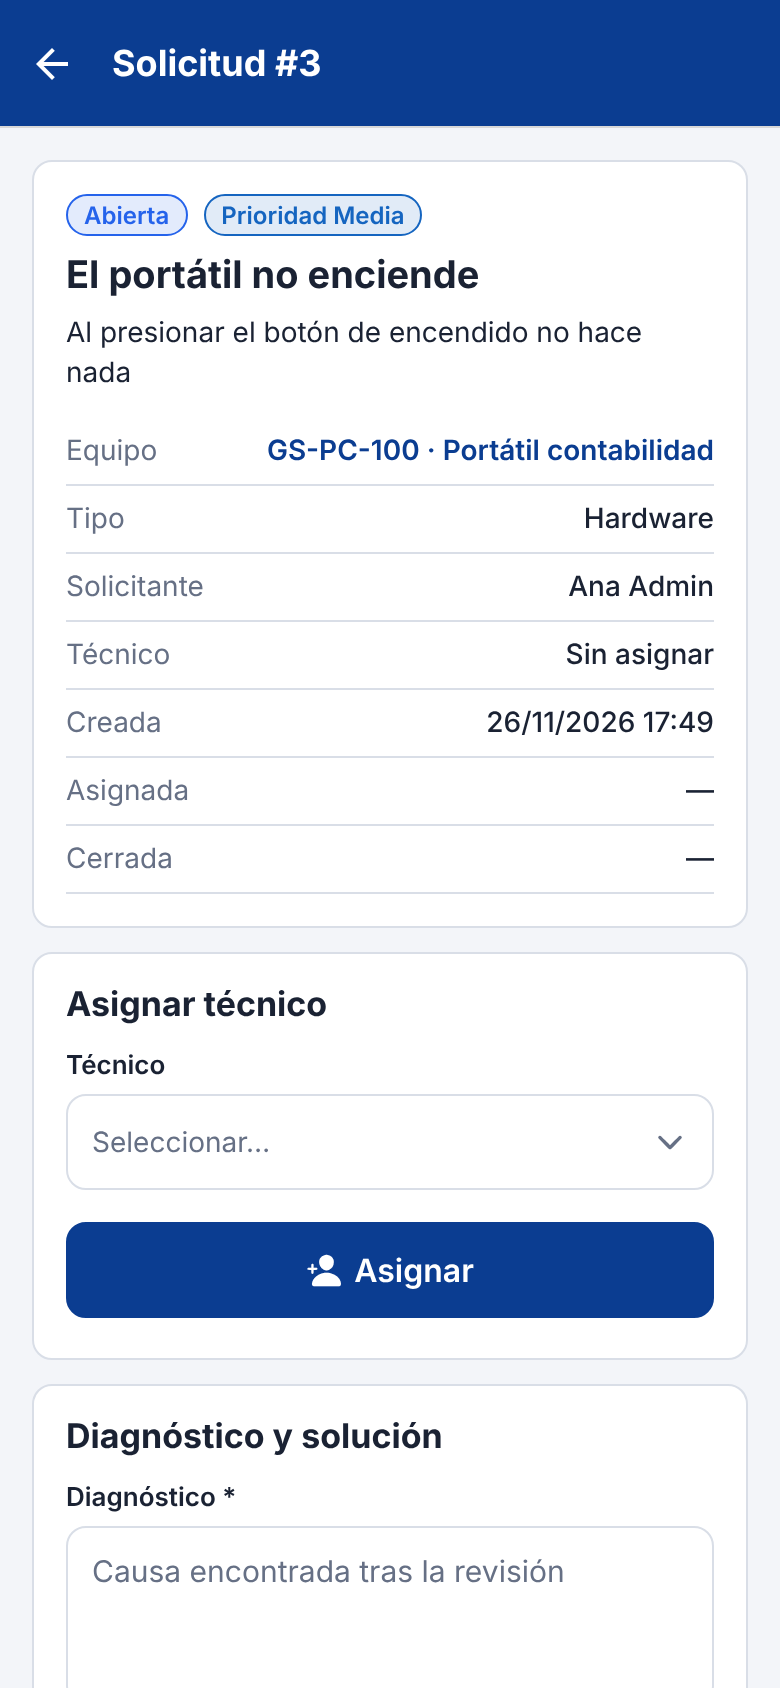 Solicitud #3
Abierta
Prioridad Media
El portátil no enciende
Al presionar el botón de encendido no hace
nada
Equipo GS-PC-100 · Portátil contabilidad
Tipo Hardware
Solicitante Ana Admin
Técnico Sin asignar
Creada 26/11/2026 17:49
Asignada —
Cerrada —
Asignar técnico
Técnico
Seleccionar...
Asignar
Diagnóstico y solución
Diagnóstico *
Causa encontrada tras la revisión